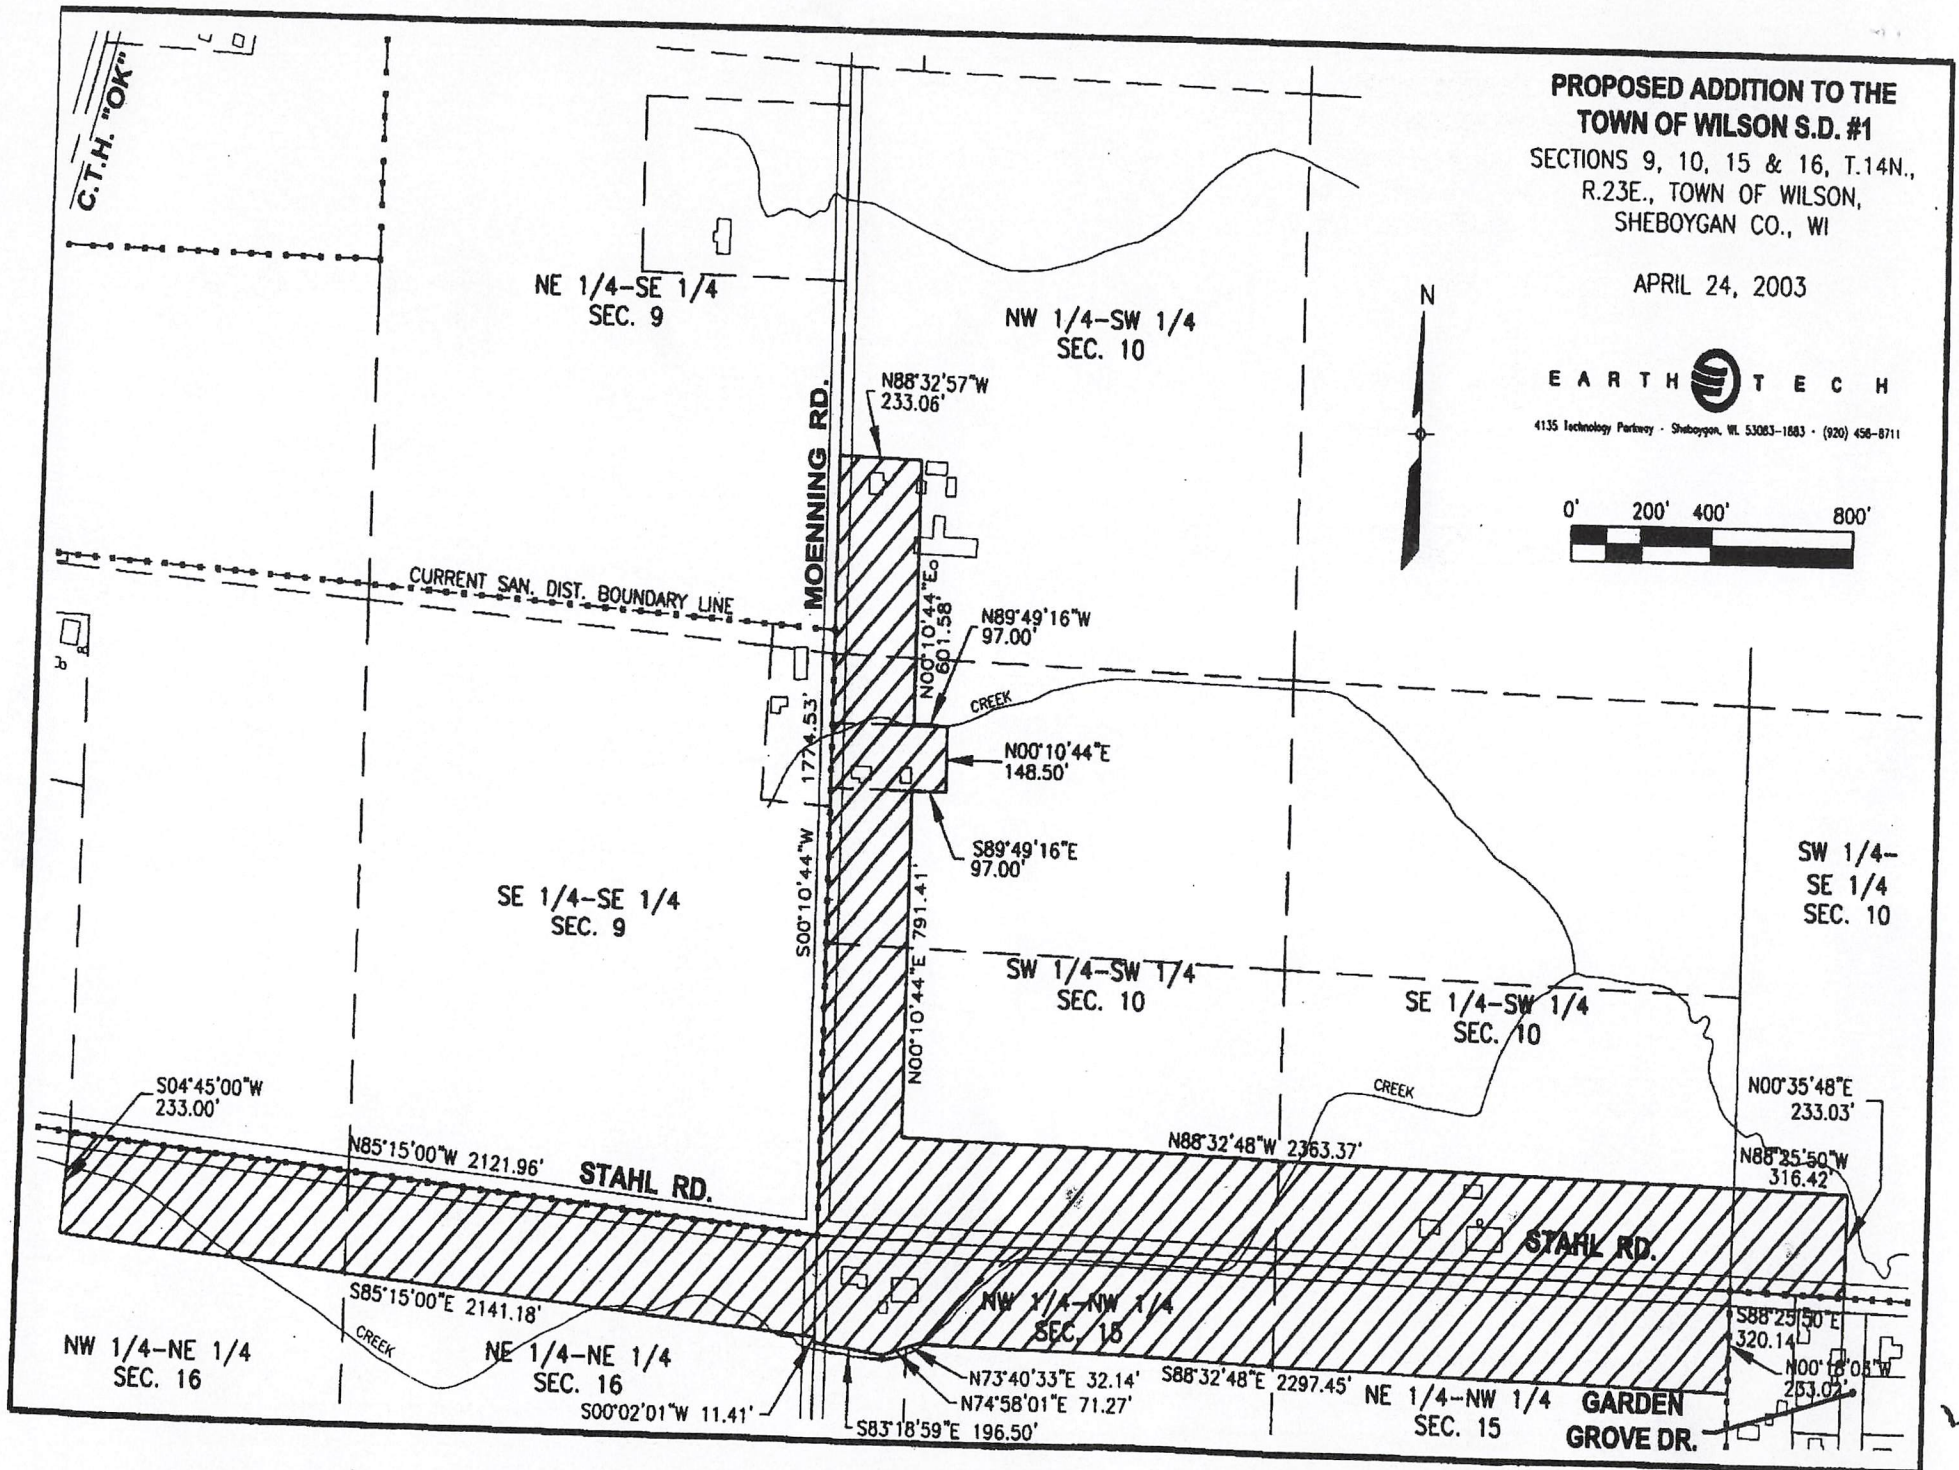 PROPOSED ADDITION TO THE
TOWN OF WILSON S.D. #1
SECTIONS 9, 10, 15 & 16, T.14N.,
R.23E., TOWN OF WILSON,
SHEBOYGAN CO., WI
APRIL 24, 2003
EARTH TECH
4135 Technology Parkway - Sheboygan, WI. 53083-1883 - (920) 458-8711
0' 200' 400' 800'
N
C.T.H. "OK"
NE 1/4-SE 1/4
SEC. 9
NW 1/4-SW 1/4
SEC. 10
N88°32'57"W
233.06'
MOENNING RD.
CURRENT SAN. DIST. BOUNDARY LINE
N00°10'44"E
601.58'
N89°49'16"W
97.00'
CREEK
1774.53'
S00°10'44"W
N00°10'44"E
148.50'
S89°49'16"E
97.00'
N00°10'44"E 791.41'
SE 1/4-SE 1/4
SEC. 9
SW 1/4-
SE 1/4
SEC. 10
SW 1/4-SW 1/4
SEC. 10
SE 1/4-SW 1/4
SEC. 10
S04°45'00"W
233.00'
CREEK
N00°35'48"E
233.03'
N85°15'00"W 2121.96'
STAHL RD.
N88°32'48"W 2363.37'
N88°25'50"W
316.42'
STAHL RD.
S85°15'00"E 2141.18'
NW 1/4-NW 1/4
SEC. 15
S88°25'50"E
320.14'
CREEK
NW 1/4-NE 1/4
SEC. 16
NE 1/4-NE 1/4
SEC. 16
N73°40'33"E 32.14'
N74°58'01"E 71.27'
S00°02'01"W 11.41'
S83°18'59"E 196.50'
S88°32'48"E 2297.45'
NE 1/4-NW 1/4
SEC. 15
233.02'
GARDEN
GROVE DR.